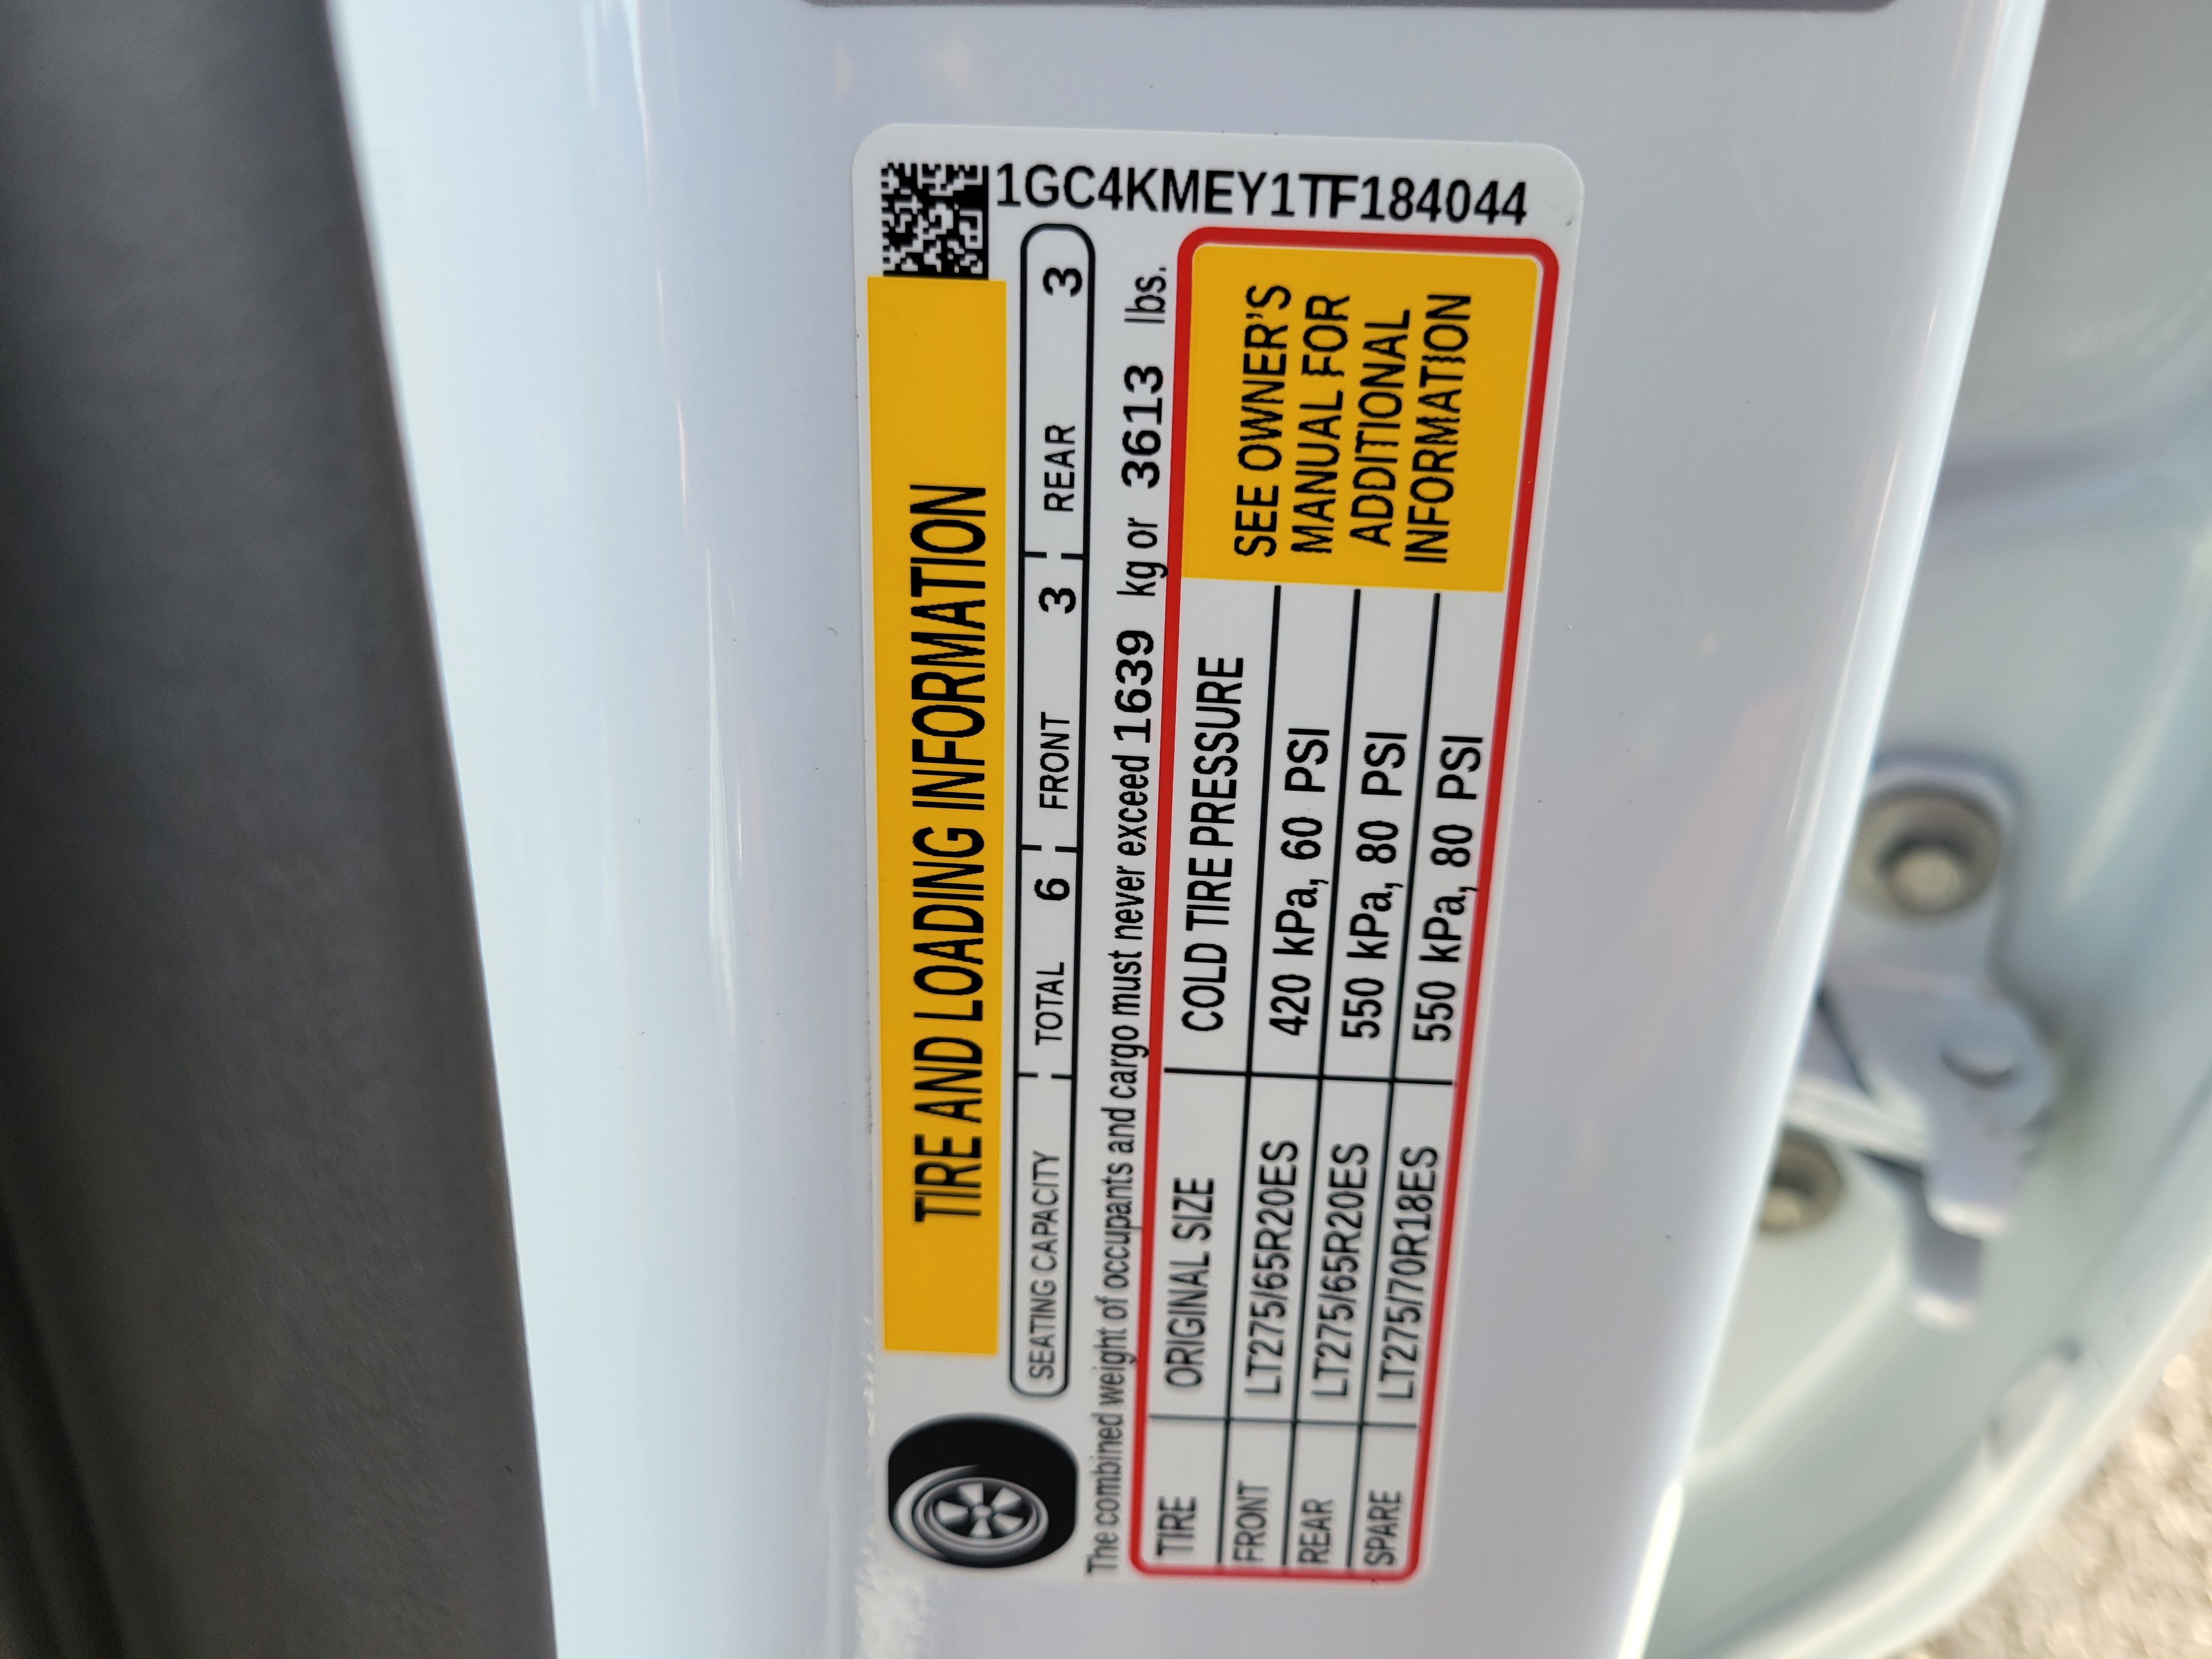 1GC4KMEY1TF184044
TIRE AND LOADING INFORMATION
SEATING CAPACITY TOTAL 6 FRONT 3 REAR 3
The combined weight of occupants and cargo must never exceed 1639 kg or 3613 lbs.
TIRE ORIGINAL SIZE COLD TIRE PRESSURE
FRONT LT275/65R20ES 420 kPa, 60 PSI
REAR LT275/65R20ES 550 kPa, 80 PSI
SPARE LT275/70R18ES 550 kPa, 80 PSI
SEE OWNER'S
MANUAL FOR
ADDITIONAL
INFORMATION